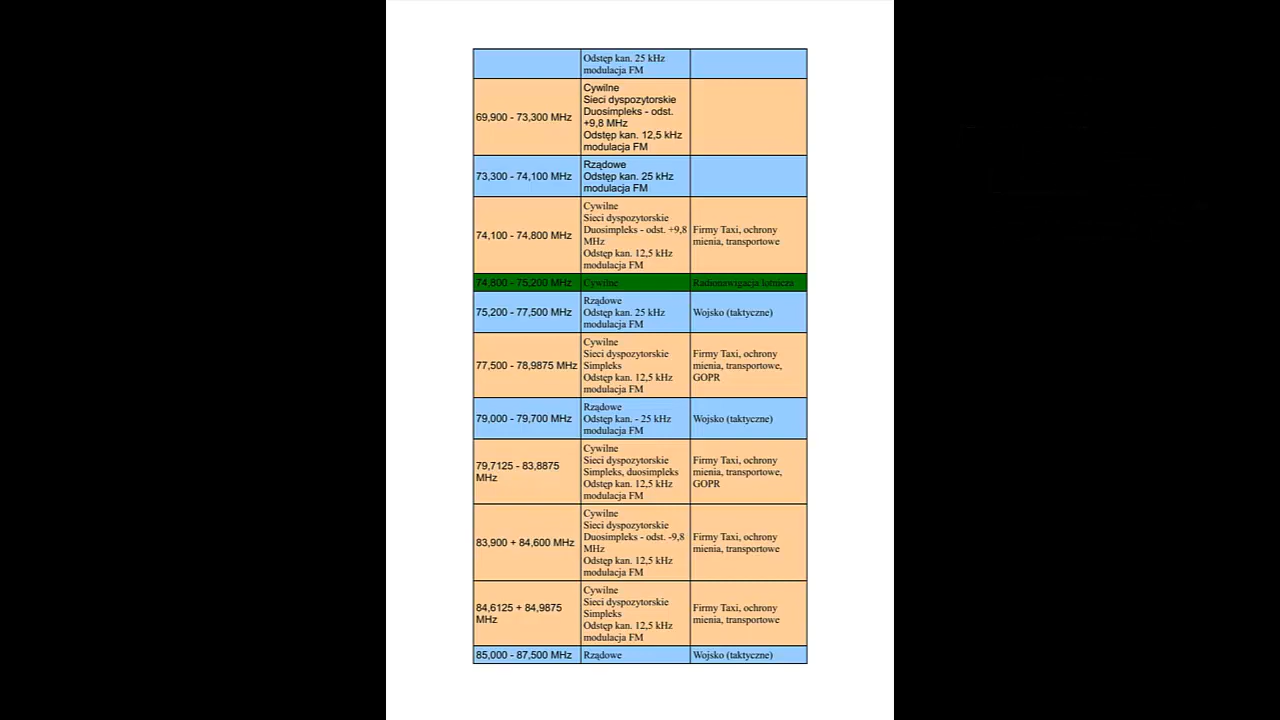 Odstęp kan. 25 kHz
modulacja FM
69,900 - 73,300 MHz
Cywilne
Sieci dyspozytorskie
Duosimpleks - odst.
+9,8 MHz
Odstęp kan. 12,5 kHz
modulacja FM
73,300 - 74,100 MHz
Rządowe
Odstęp kan. 25 kHz
modulacja FM
74,100 - 74,800 MHz
Cywilne
Sieci dyspozytorskie
Duosimpleks - odst. +9,8
MHz
Odstęp kan. 12,5 kHz
modulacja FM
Firmy Taxi, ochrony
mienia, transportowe
74,800 - 75,200 MHz
Cywilne
Radionawigacja lotnicza
75,200 - 77,500 MHz
Rządowe
Odstęp kan. 25 kHz
modulacja FM
Wojsko (taktyczne)
77,500 - 78,9875 MHz
Cywilne
Sieci dyspozytorskie
Simpleks
Odstęp kan. 12,5 kHz
modulacja FM
Firmy Taxi, ochrony
mienia, transportowe,
GOPR
79,000 - 79,700 MHz
Rządowe
Odstęp kan. - 25 kHz
modulacja FM
Wojsko (taktyczne)
79,7125 - 83,8875
MHz
Cywilne
Sieci dyspozytorskie
Simpleks, duosimpleks
Odstęp kan. 12,5 kHz
modulacja FM
Firmy Taxi, ochrony
mienia, transportowe,
GOPR
83,900 + 84,600 MHz
Cywilne
Sieci dyspozytorskie
Duosimpleks - odst. -9,8
MHz
Odstęp kan. 12,5 kHz
modulacja FM
Firmy Taxi, ochrony
mienia, transportowe
84,6125 + 84,9875
MHz
Cywilne
Sieci dyspozytorskie
Simpleks
Odstęp kan. 12,5 kHz
modulacja FM
Firmy Taxi, ochrony
mienia, transportowe
85,000 - 87,500 MHz
Rządowe
Wojsko (taktyczne)